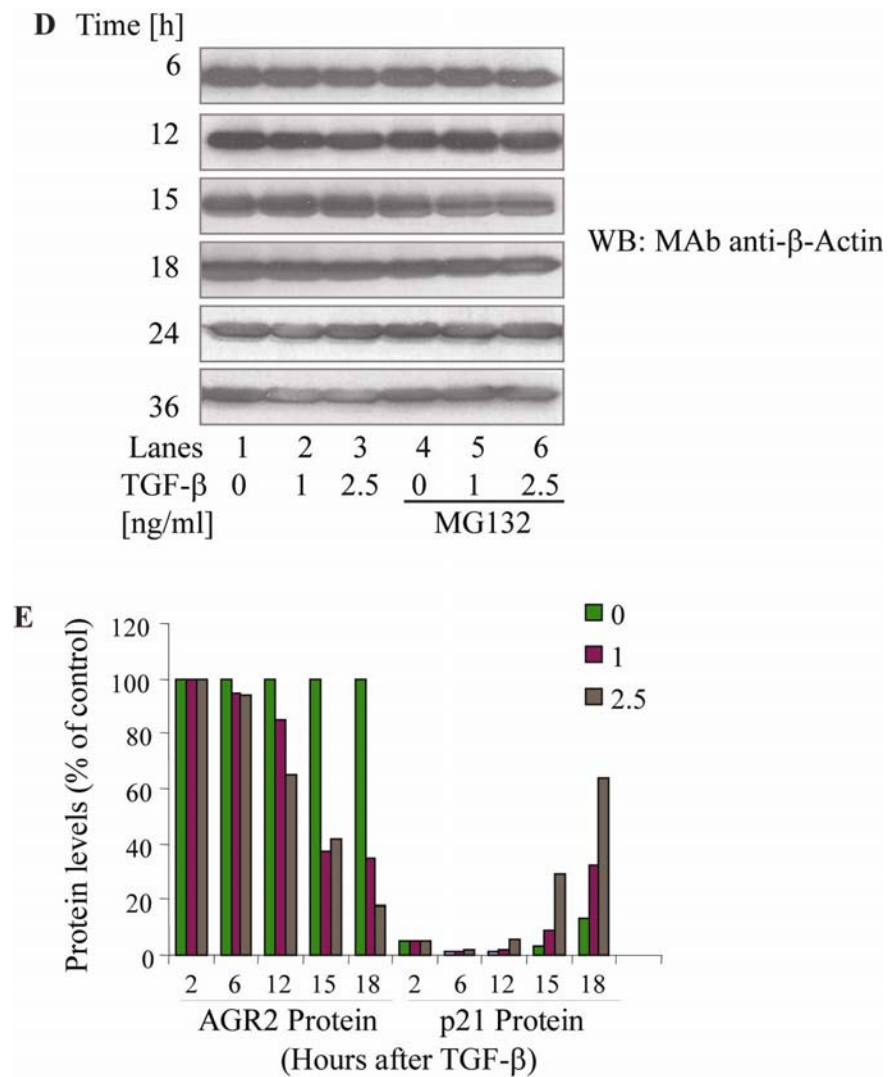 D Time [h]
6
12
15
18
24
36
WB: MAb anti-β-Actin
Lanes 1 2 3 4 5 6
TGF-β 0 1 2.5 0 1 2.5
[ng/ml] MG132
E
Protein levels (% of control)
120
100
80
60
40
20
0
0
1
2.5
2 6 12 15 18 2 6 12 15 18
AGR2 Protein p21 Protein
(Hours after TGF-β)